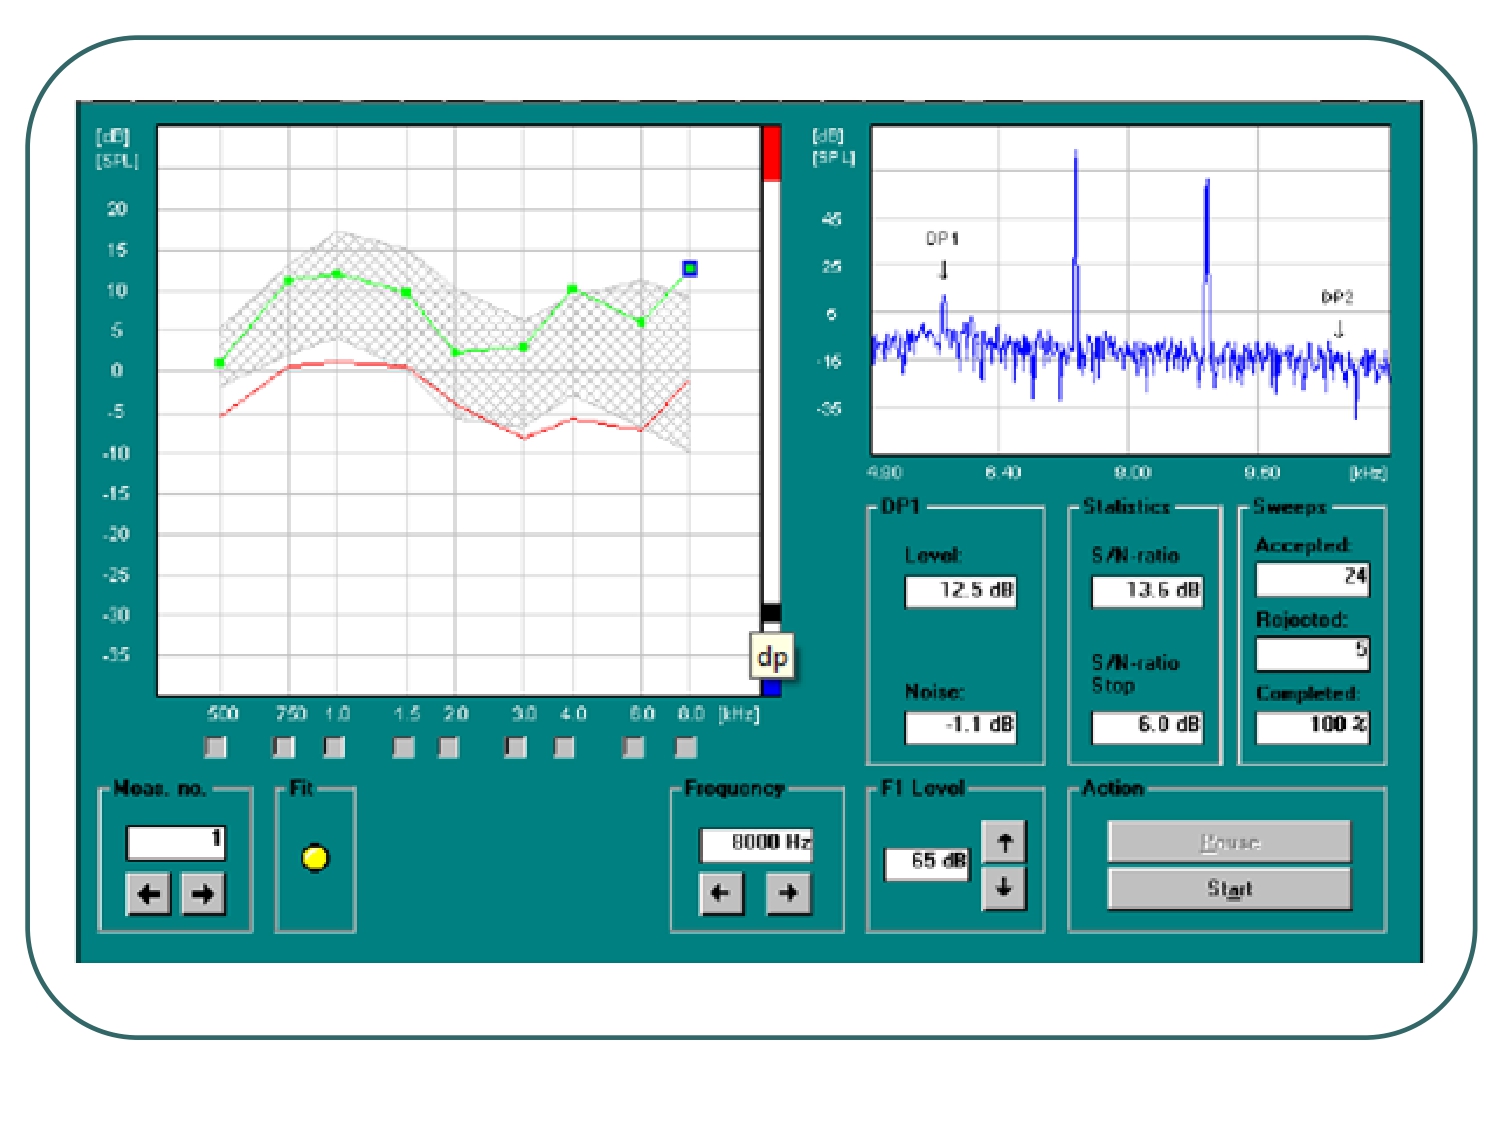 [dB]
[SPL]
20
15
10
5
0
-5
-10
-15
-20
-25
-30
-35
500 750 1.0 1.5 2.0 3.0 4.0 6.0 8.0 [kHz]
dp
[dB]
[SPL]
45
25
6
-16
-35
DP1
DP2
4.80 6.40 8.00 9.60 [kHz]
DP1
Level:
12.5 dB
Noise:
-1.1 dB
Statistics
S/N-ratio
13.6 dB
S/N-ratio
Stop
6.0 dB
Sweeps
Accepted:
24
Rejected:
5
Completed:
100 %
Meas. no.
1
Fit
Frequency
8000 Hz
F1 Level
65 dB
Action
Pause
Start